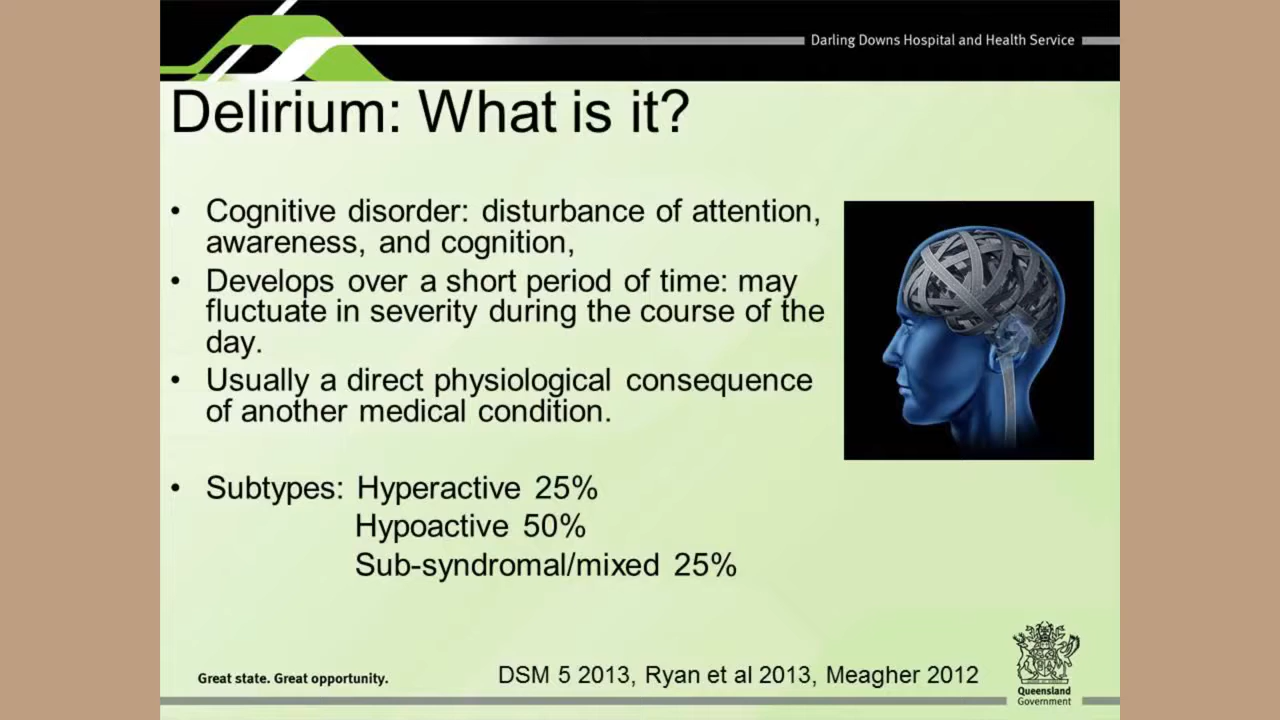 Darling Downs Hospital and Health Service
Delirium: What is it?
• Cognitive disorder: disturbance of attention,
awareness, and cognition,
• Develops over a short period of time: may
fluctuate in severity during the course of the
day.
• Usually a direct physiological consequence
of another medical condition.
• Subtypes: Hyperactive 25%
Hypoactive 50%
Sub-syndromal/mixed 25%
Great state. Great opportunity.
DSM 5 2013, Ryan et al 2013, Meagher 2012
Queensland
Government